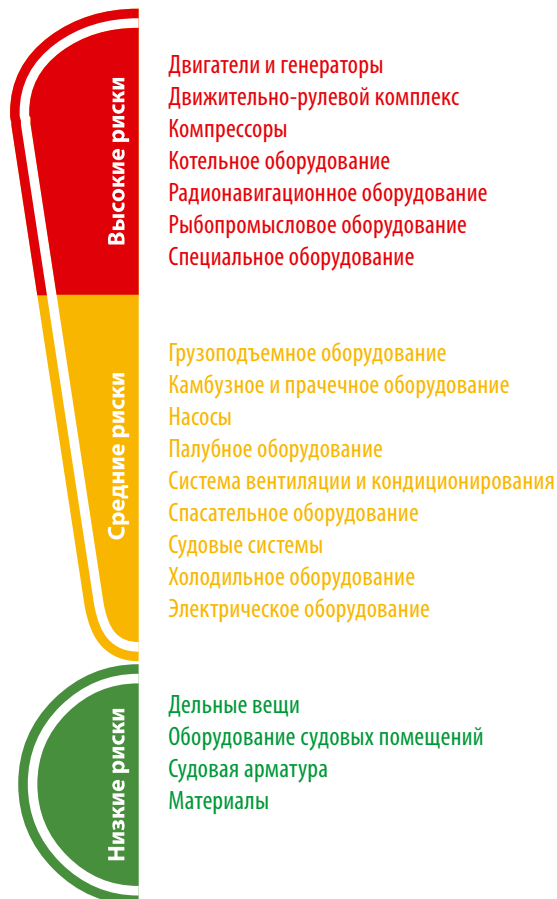 Высокие риски
Двигатели и генераторы
Движительно-рулевой комплекс
Компрессоры
Котельное оборудование
Радионавигационное оборудование
Рыбопромысловое оборудование
Специальное оборудование
Средние риски
Грузоподъемное оборудование
Камбузное и прачечное оборудование
Насосы
Палубное оборудование
Система вентиляции и кондиционирования
Спасательное оборудование
Судовые системы
Холодильное оборудование
Электрическое оборудование
Низкие риски
Дельные вещи
Оборудование судовых помещений
Судовая арматура
Материалы